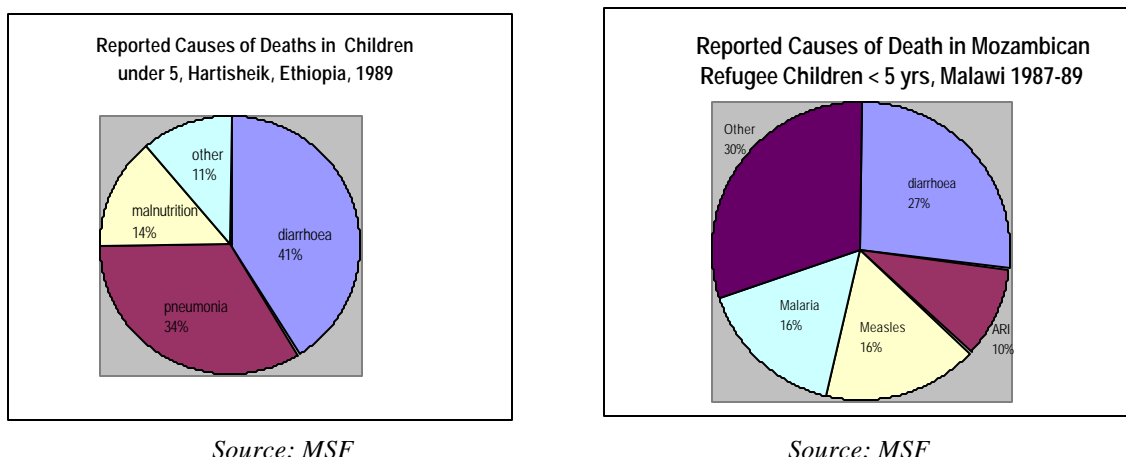 Reported Causes of Deaths in Children
under 5, Hartisheik, Ethiopia, 1989
other
11%
malnutrition
14%
diarrhoea
41%
pneumonia
34%
Source: MSF
Reported Causes of Death in Mozambican
Refugee Children < 5 yrs, Malawi 1987-89
Other
30%
diarrhoea
27%
Malaria
16%
Measles
16%
ARI
10%
Source: MSF